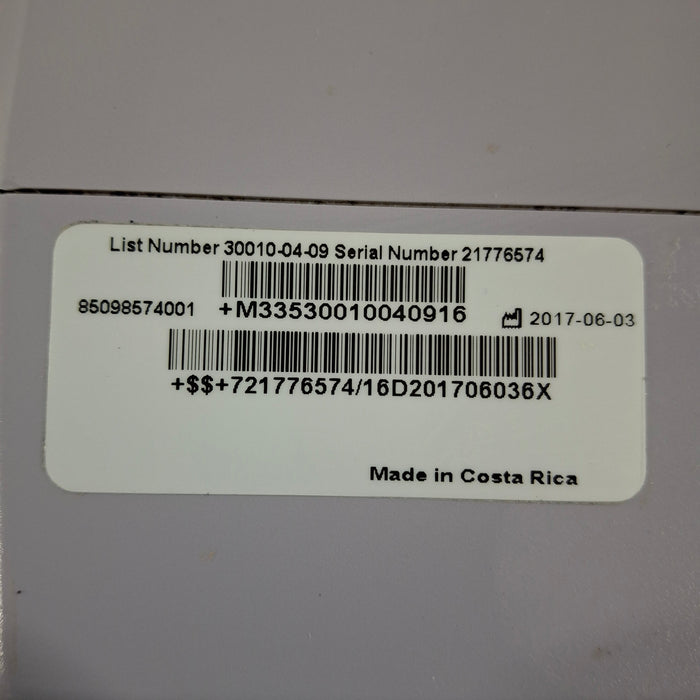 List Number 30010-04-09 Serial Number 21776574
85098574001 +M33530010040916 2017-06-03
+$$+721776574/16D201706036X
Made in Costa Rica